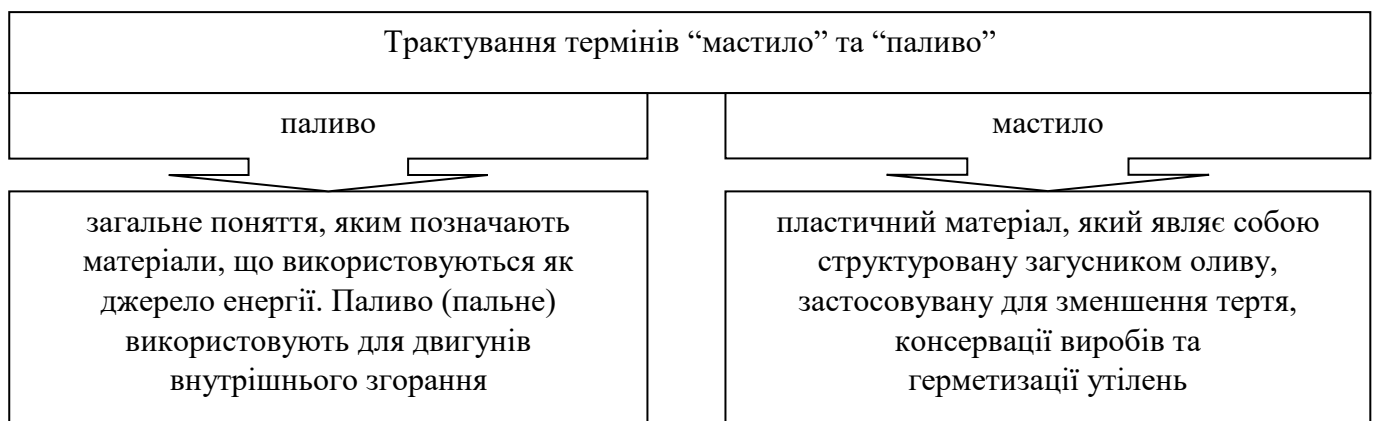 Трактування термінів “мастило” та “паливо”
паливо
загальне поняття, яким позначають
матеріали, що використовуються як
джерело енергії. Паливо (пальне)
використовують для двигунів
внутрішнього згорання
мастило
пластичний матеріал, який являє собою
структуровану загусником оливу,
застосовувану для зменшення тертя,
консервації виробів та
герметизації утілень